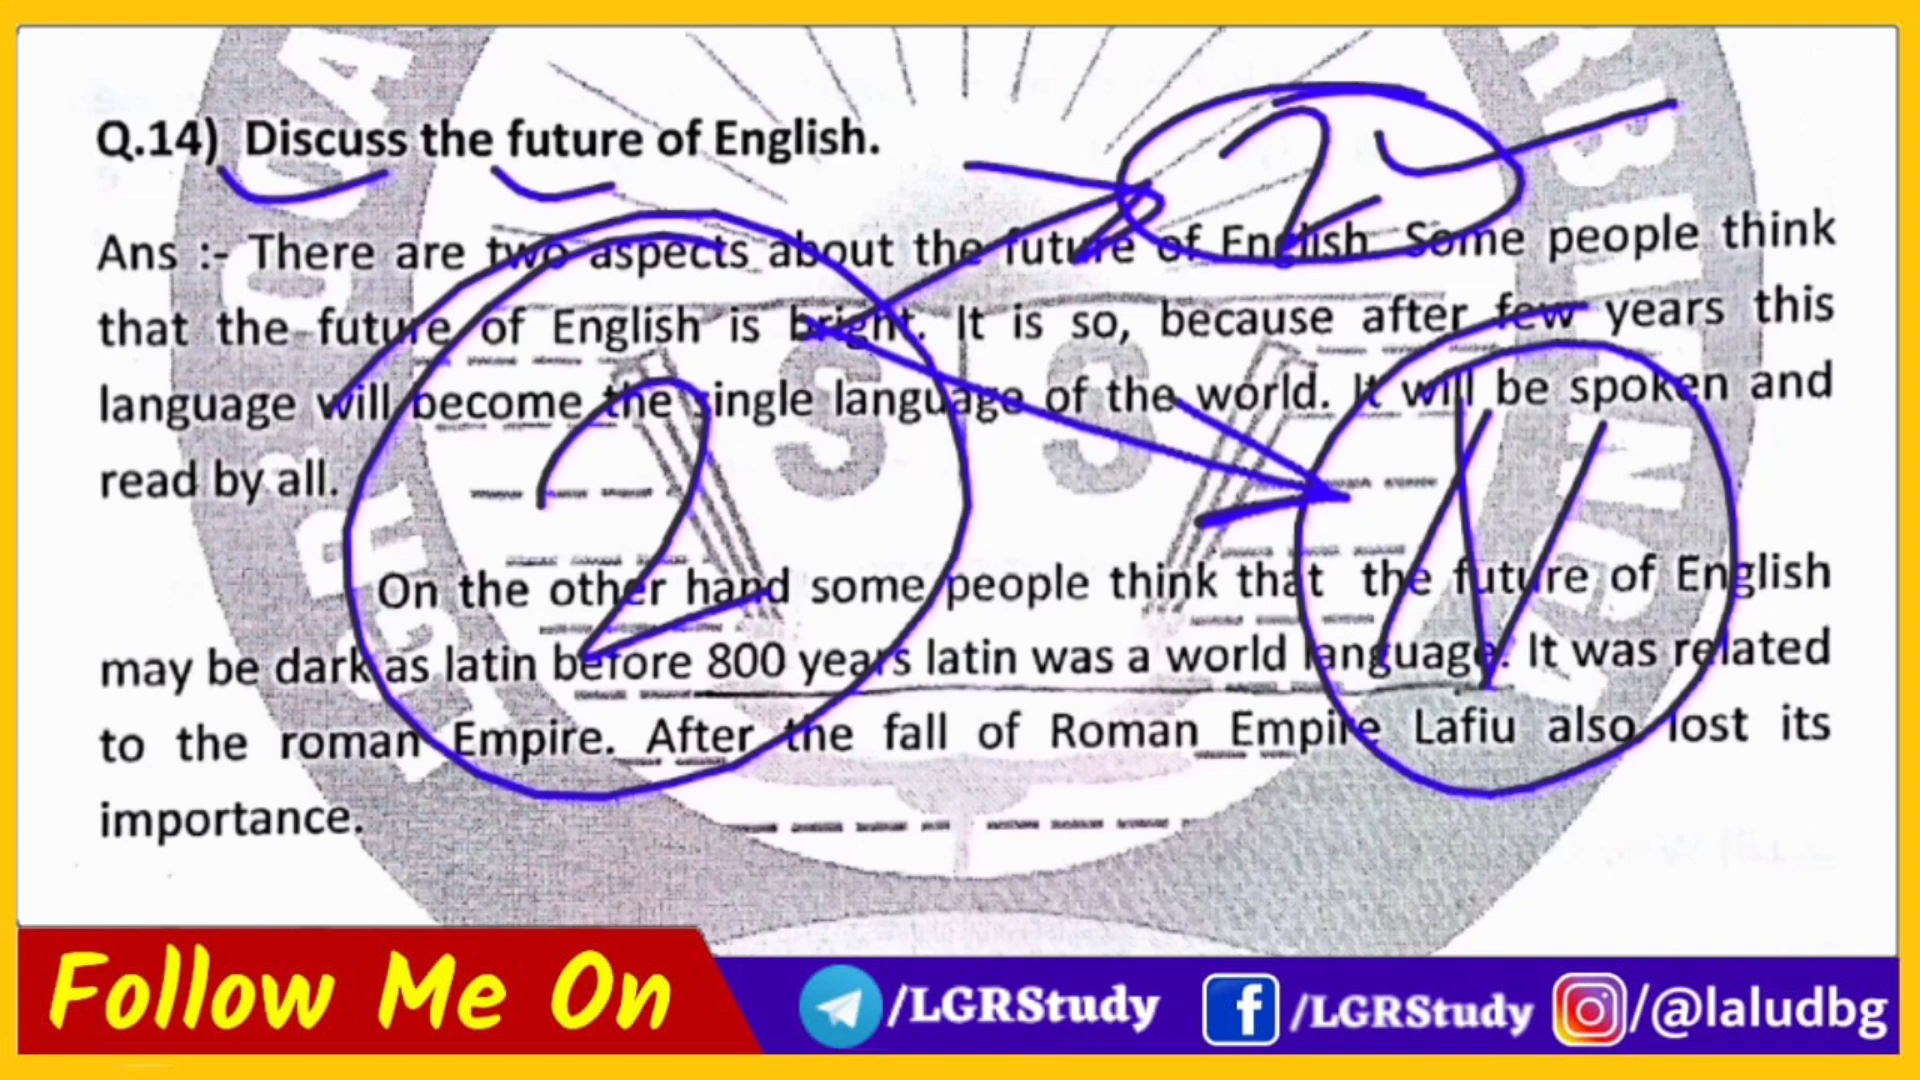 Q.14) Discuss the future of English.
Ans :- There are two aspects about the future of English. Some people think
that the future of English is bright. It is so, because after few years this
language will become the single language of the world. It will be spoken and
read by all.
On the other hand some people think that the future of English
may be dark as latin before 800 years latin was a world language. It was related
to the roman Empire. After the fall of Roman Empire Lafiu also lost its
importance.
2
2
N
S S
Follow Me On
/LGRStudy
/LGRStudy
/@laludbg